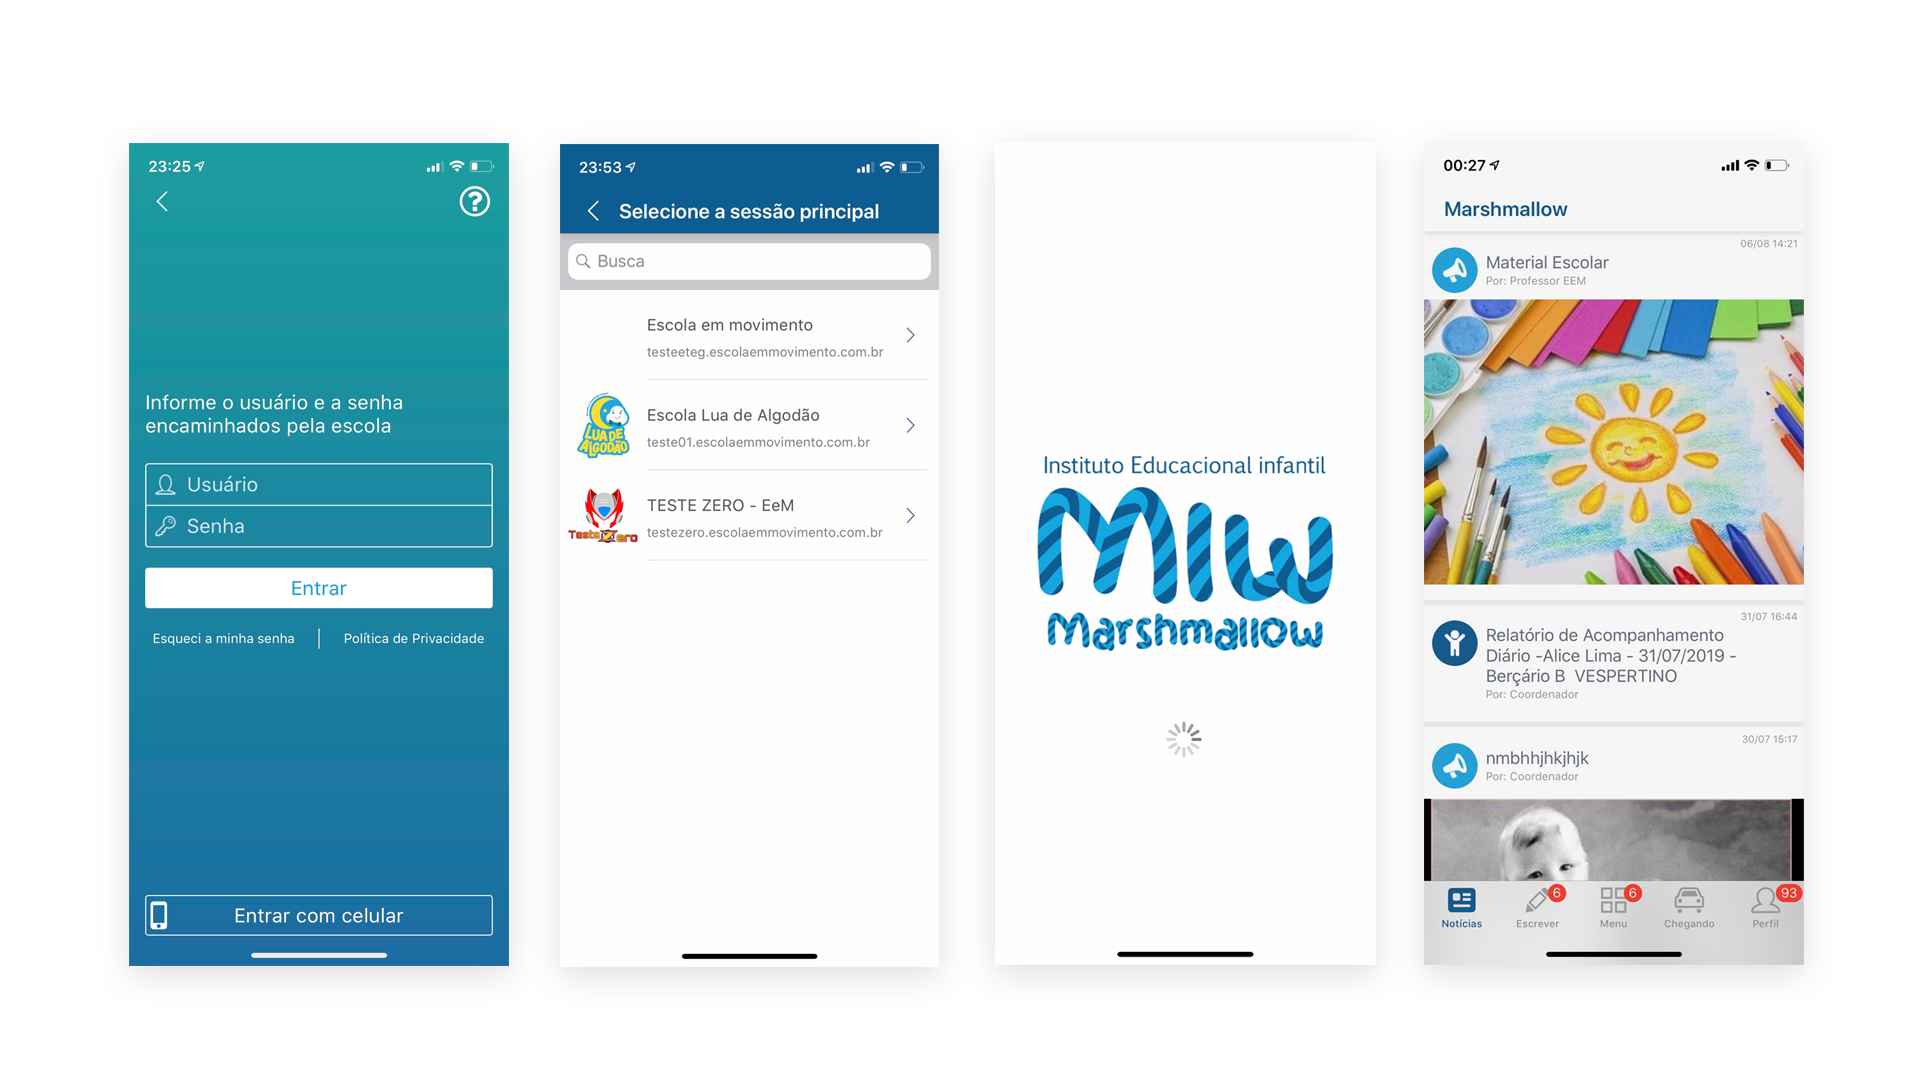 23:25
Informe o usuário e a senha
encaminhados pela escola
Usuário
Senha
Entrar
Esqueci a minha senha
Política de Privacidade
Entrar com celular
23:53
Selecione a sessão principal
Busca
Escola em movimento
testeeteg.escolaemmovimento.com.br
LUA DE
ALGODÃO
Escola Lua de Algodão
teste01.escolaemmovimento.com.br
Teste Zero
TESTE ZERO - EeM
testezero.escolaemmovimento.com.br
Instituto Educacional infantil
MIW
Marshmallow
00:27
Marshmallow
06/08 14:21
Material Escolar
Por: Professor EEM
31/07 16:44
Relatório de Acompanhamento
Diário -Alice Lima - 31/07/2019 -
Berçário B VESPERTINO
Por: Coordenador
30/07 15:17
nmbhhjhkjhjk
Por: Coordenador
6
6
93
Notícias
Escrever
Menu
Chegando
Perfil